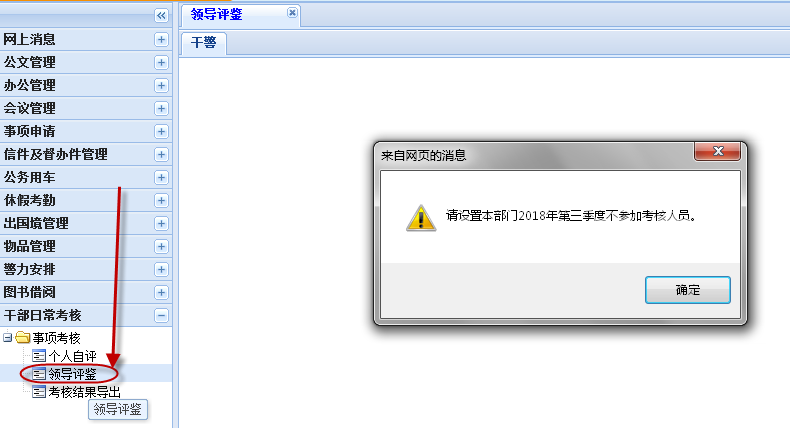 领导评鉴
网上消息
干警
公文管理
办公管理
会议管理
事项申请
信件及督办件管理
公务用车
休假考勤
出国境管理
物品管理
警力安排
图书借阅
干部日常考核
事项考核
个人自评
领导评鉴
考核结果导出
领导评鉴
来自网页的消息
请设置本部门2018年第三季度不参加考核人员。
确定